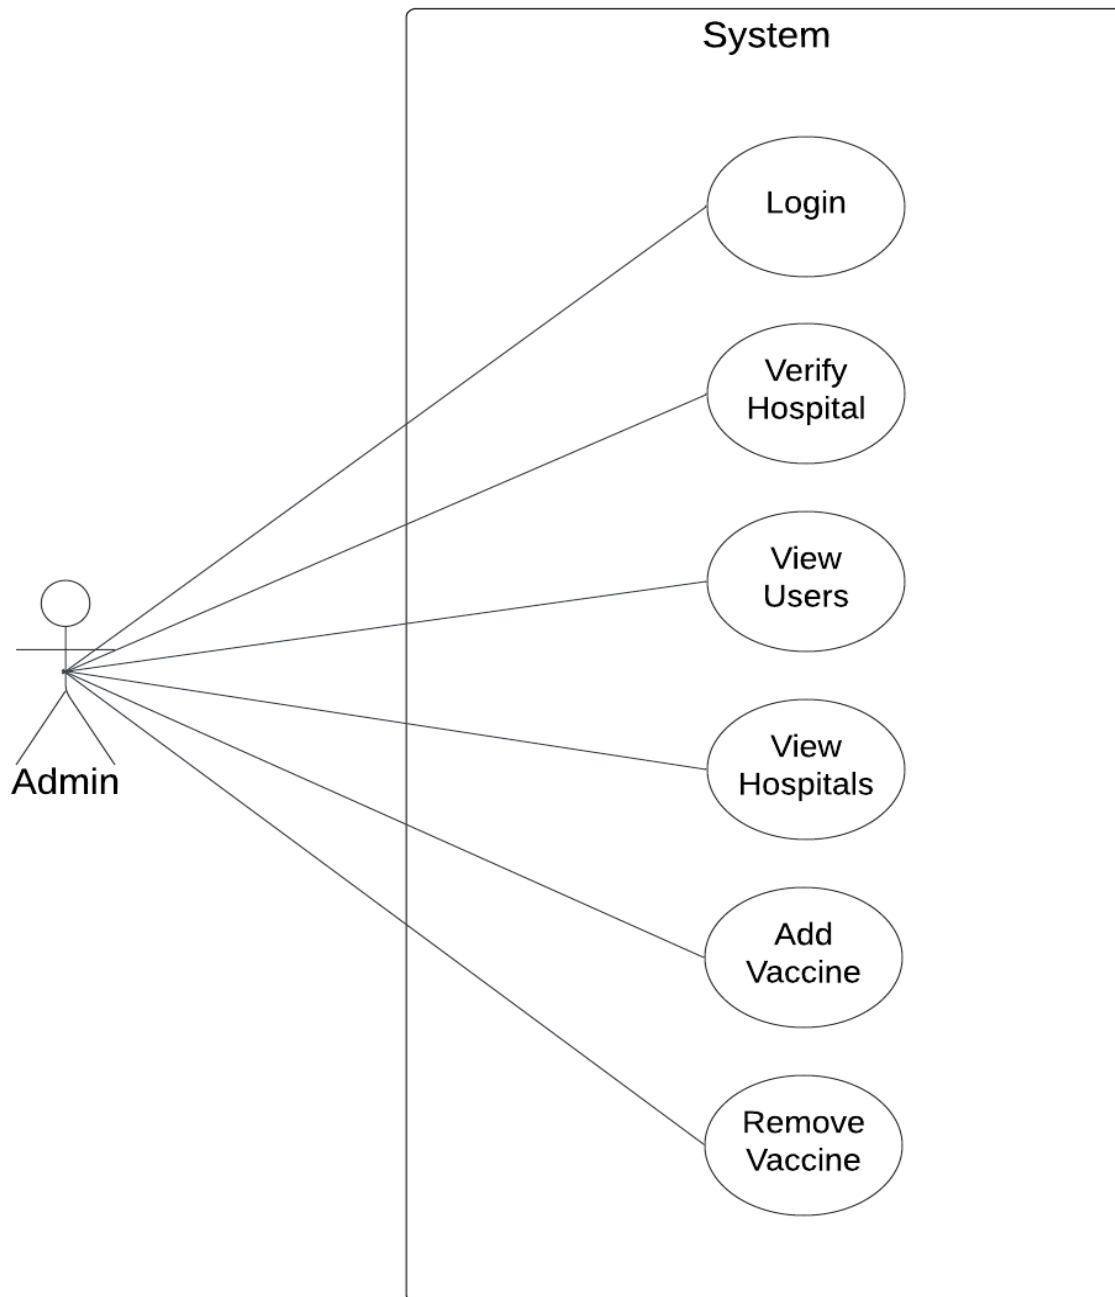 System
Login
Verify
Hospital
View
Users
View
Hospitals
Admin
Add
Vaccine
Remove
Vaccine